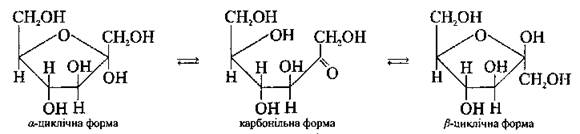 CH₂OH
O CH₂OH
H OH
H OH
OH H
α-циклічна форма
⇌
CH₂OH
OH CH₂OH
H OH
H O
OH H
карбонільна форма
⇌
CH₂OH
O OH
H OH
H CH₂OH
OH H
β-циклічна форма